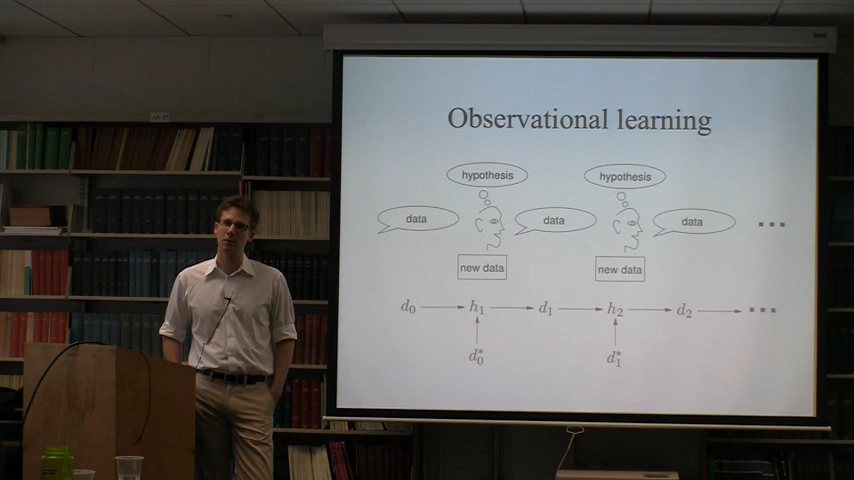 Observational learning
hypothesis hypothesis
data data data ...
new data new data
d₀ → h₁ → d₁ → h₂ → d₂ → ...
d₀* d₁*